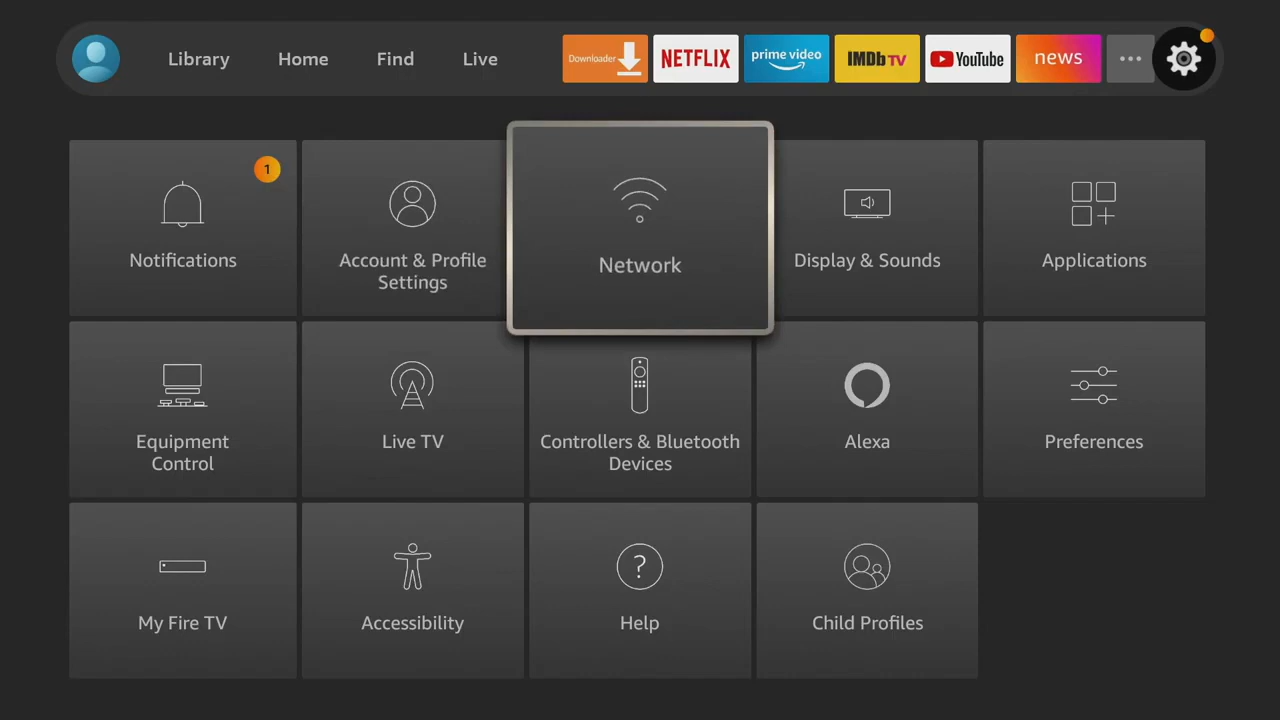 Library
Home
Find
Live
Downloader
NETFLIX
prime video
IMDb TV
YouTube
news
1
Notifications
Account & Profile
Settings
Network
Display & Sounds
Applications
Equipment
Control
Live TV
Controllers & Bluetooth
Devices
Alexa
Preferences
My Fire TV
Accessibility
?
Help
Child Profiles